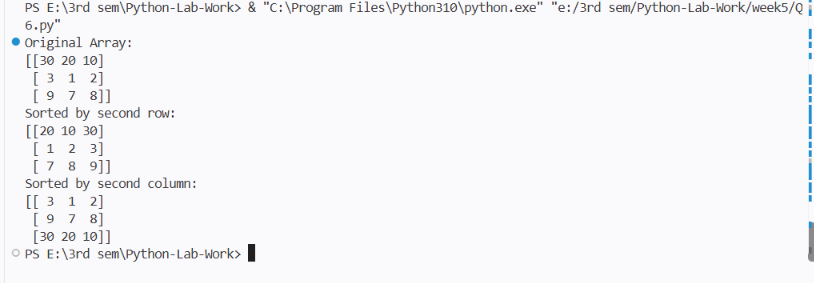 PS E:\3rd sem\Python-Lab-Work> & "C:\Program Files\Python310\python.exe" "e:/3rd sem/Python-Lab-Work/week5/Q
6.py"
Original Array:
[[30 20 10]
 [ 3  1  2]
 [ 9  7  8]]
Sorted by second row:
[[20 10 30]
 [ 1  2  3]
 [ 7  8  9]]
Sorted by second column:
[[ 3  1  2]
 [ 9  7  8]
 [30 20 10]]
PS E:\3rd sem\Python-Lab-Work>